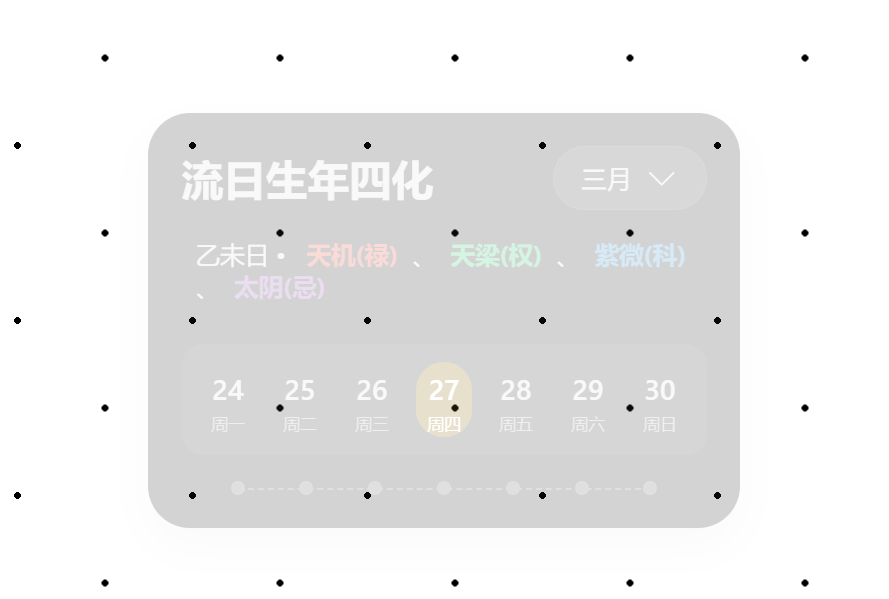 流日生年四化
三月
乙未日 • 天机(禄) 、 天梁(权) 、 紫微(科)
、 太阴(忌)
24 25 26 27 28 29 30
周一 周二 周三 周四 周五 周六 周日